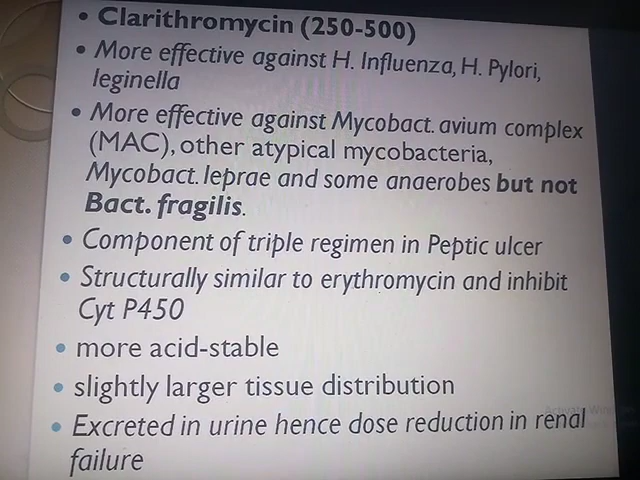 • Clarithromycin (250-500)
• More effective against H. Influenza, H. Pylori,
leginella
• More effective against Mycobact. avium complex
(MAC), other atypical mycobacteria,
Mycobact. leprae and some anaerobes but not
Bact. fragilis.
• Component of triple regimen in Peptic ulcer
• Structurally similar to erythromycin and inhibit
Cyt P450
• more acid-stable
• slightly larger tissue distribution
• Excreted in urine hence dose reduction in renal
failure